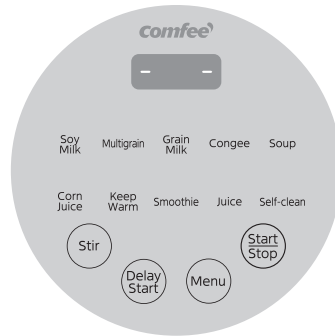 comfee'
- -
Soy Milk Multigrain Grain Milk Congee Soup
Corn Juice Keep Warm Smoothie Juice Self-clean
Stir Start Stop
Delay Start Menu